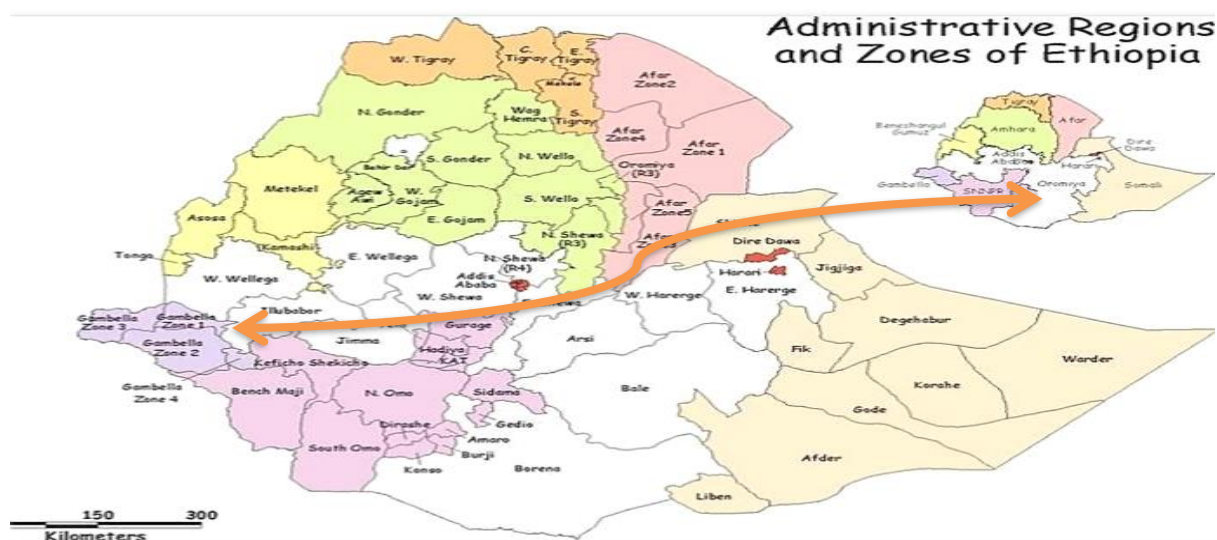 Administrative Regions
and Zones of Ethiopia
W. Tigray
C.
Tigray
E.
Tigray
Mekele
S.
Tigray
Afar
Zone2
N. Gonder
Wag
Hemra
Afar
Zone4
Afar
Zone 1
Bahir Dar
S. Gonder
N. Wello
Oromiya
(R3)
Metekel
Agew
Awi
W.
Gojam
S. Wello
Afar
Zone5
Asosa
E. Gojam
N. Shewa
(R3)
Afar
Tongo
Kamashi
E. Wellega
N. Shewa
(R4)
Dire Dawa
W. Wellega
Addis
Ababa
Harari
Jigjiga
W. Shewa
W. Harerge
E. Harerge
Gambella
Zone 3
Gambella
Zone 1
Illubabor
Gurage
Degehabur
Gambella
Zone 2
Jimma
Arsi
Hadiya
KAT
Fik
Warder
Keficho Shekicho
Korahe
Gambella
Zone 4
Bench Maji
N. Omo
Sidama
Bale
Gode
Gedio
Dirashe
Amaro
South Omo
Burji
Konso
Borena
Afder
Liben
Tigray
Beneshangul
Gumuz
Afar
Amhara
Dire
Dawa
Addis
Ababa
Harari
Gambella
Oromiya
Somali
SNNPR
150
300
Kilometers